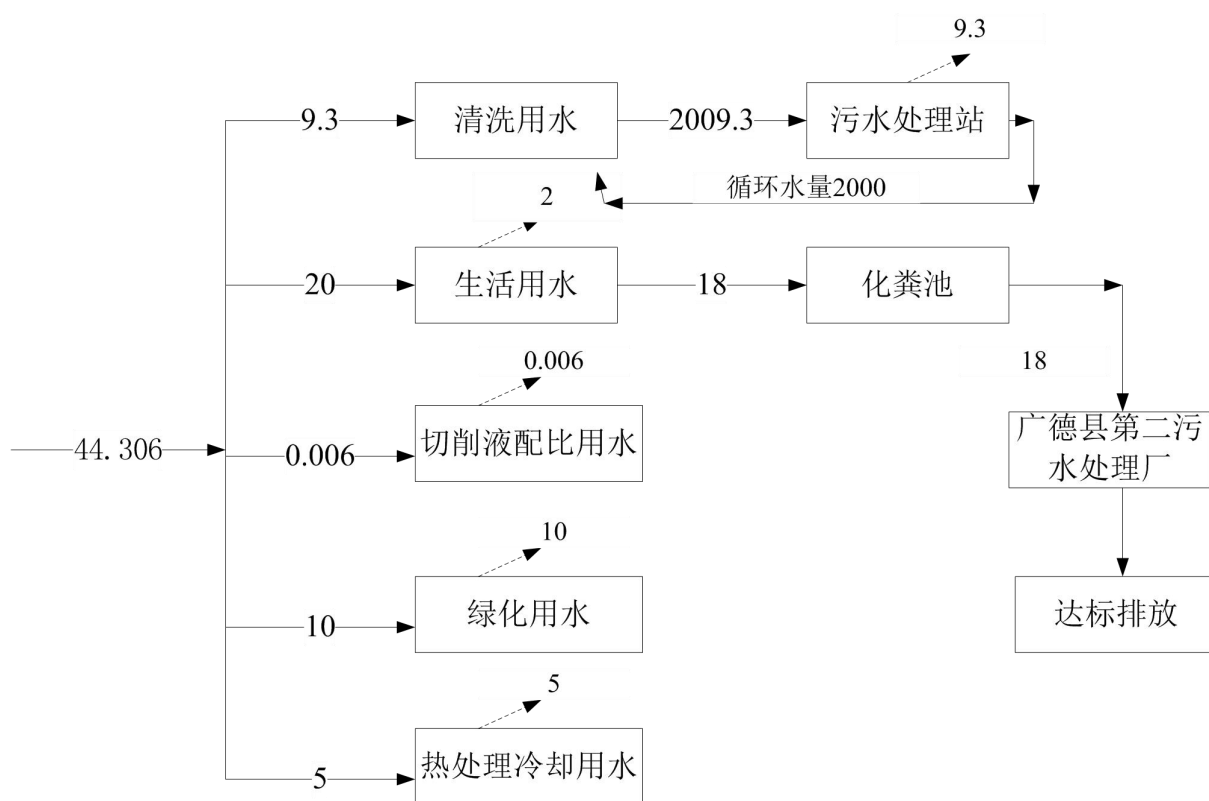 9.3
9.3
清洗用水
2009.3
污水处理站
循环水量2000
2
20
生活用水
18
化粪池
0.006
18
44.306
0.006
切削液配比用水
广德县第二污
水处理厂
10
10
绿化用水
达标排放
5
5
热处理冷却用水